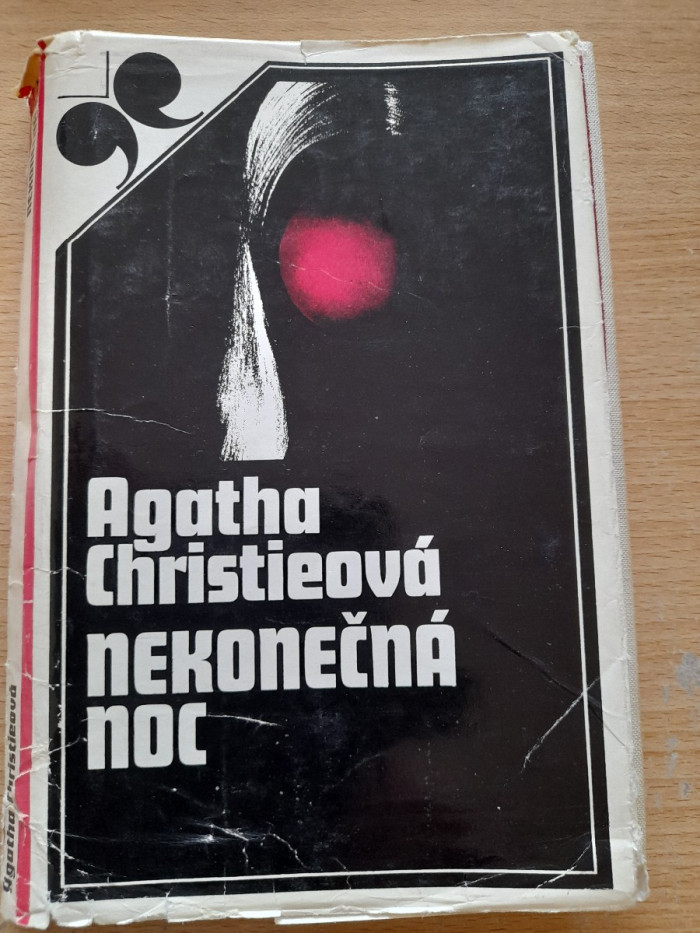 Agatha
Christieová
NEKONEČNÁ
NOC
Agatha Christieová